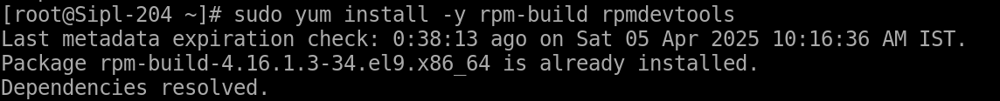 [root@Sipl-204 ~]# sudo yum install -y rpm-build rpmdevtools
Last metadata expiration check: 0:38:13 ago on Sat 05 Apr 2025 10:16:36 AM IST.
Package rpm-build-4.16.1.3-34.el9.x86_64 is already installed.
Dependencies resolved.